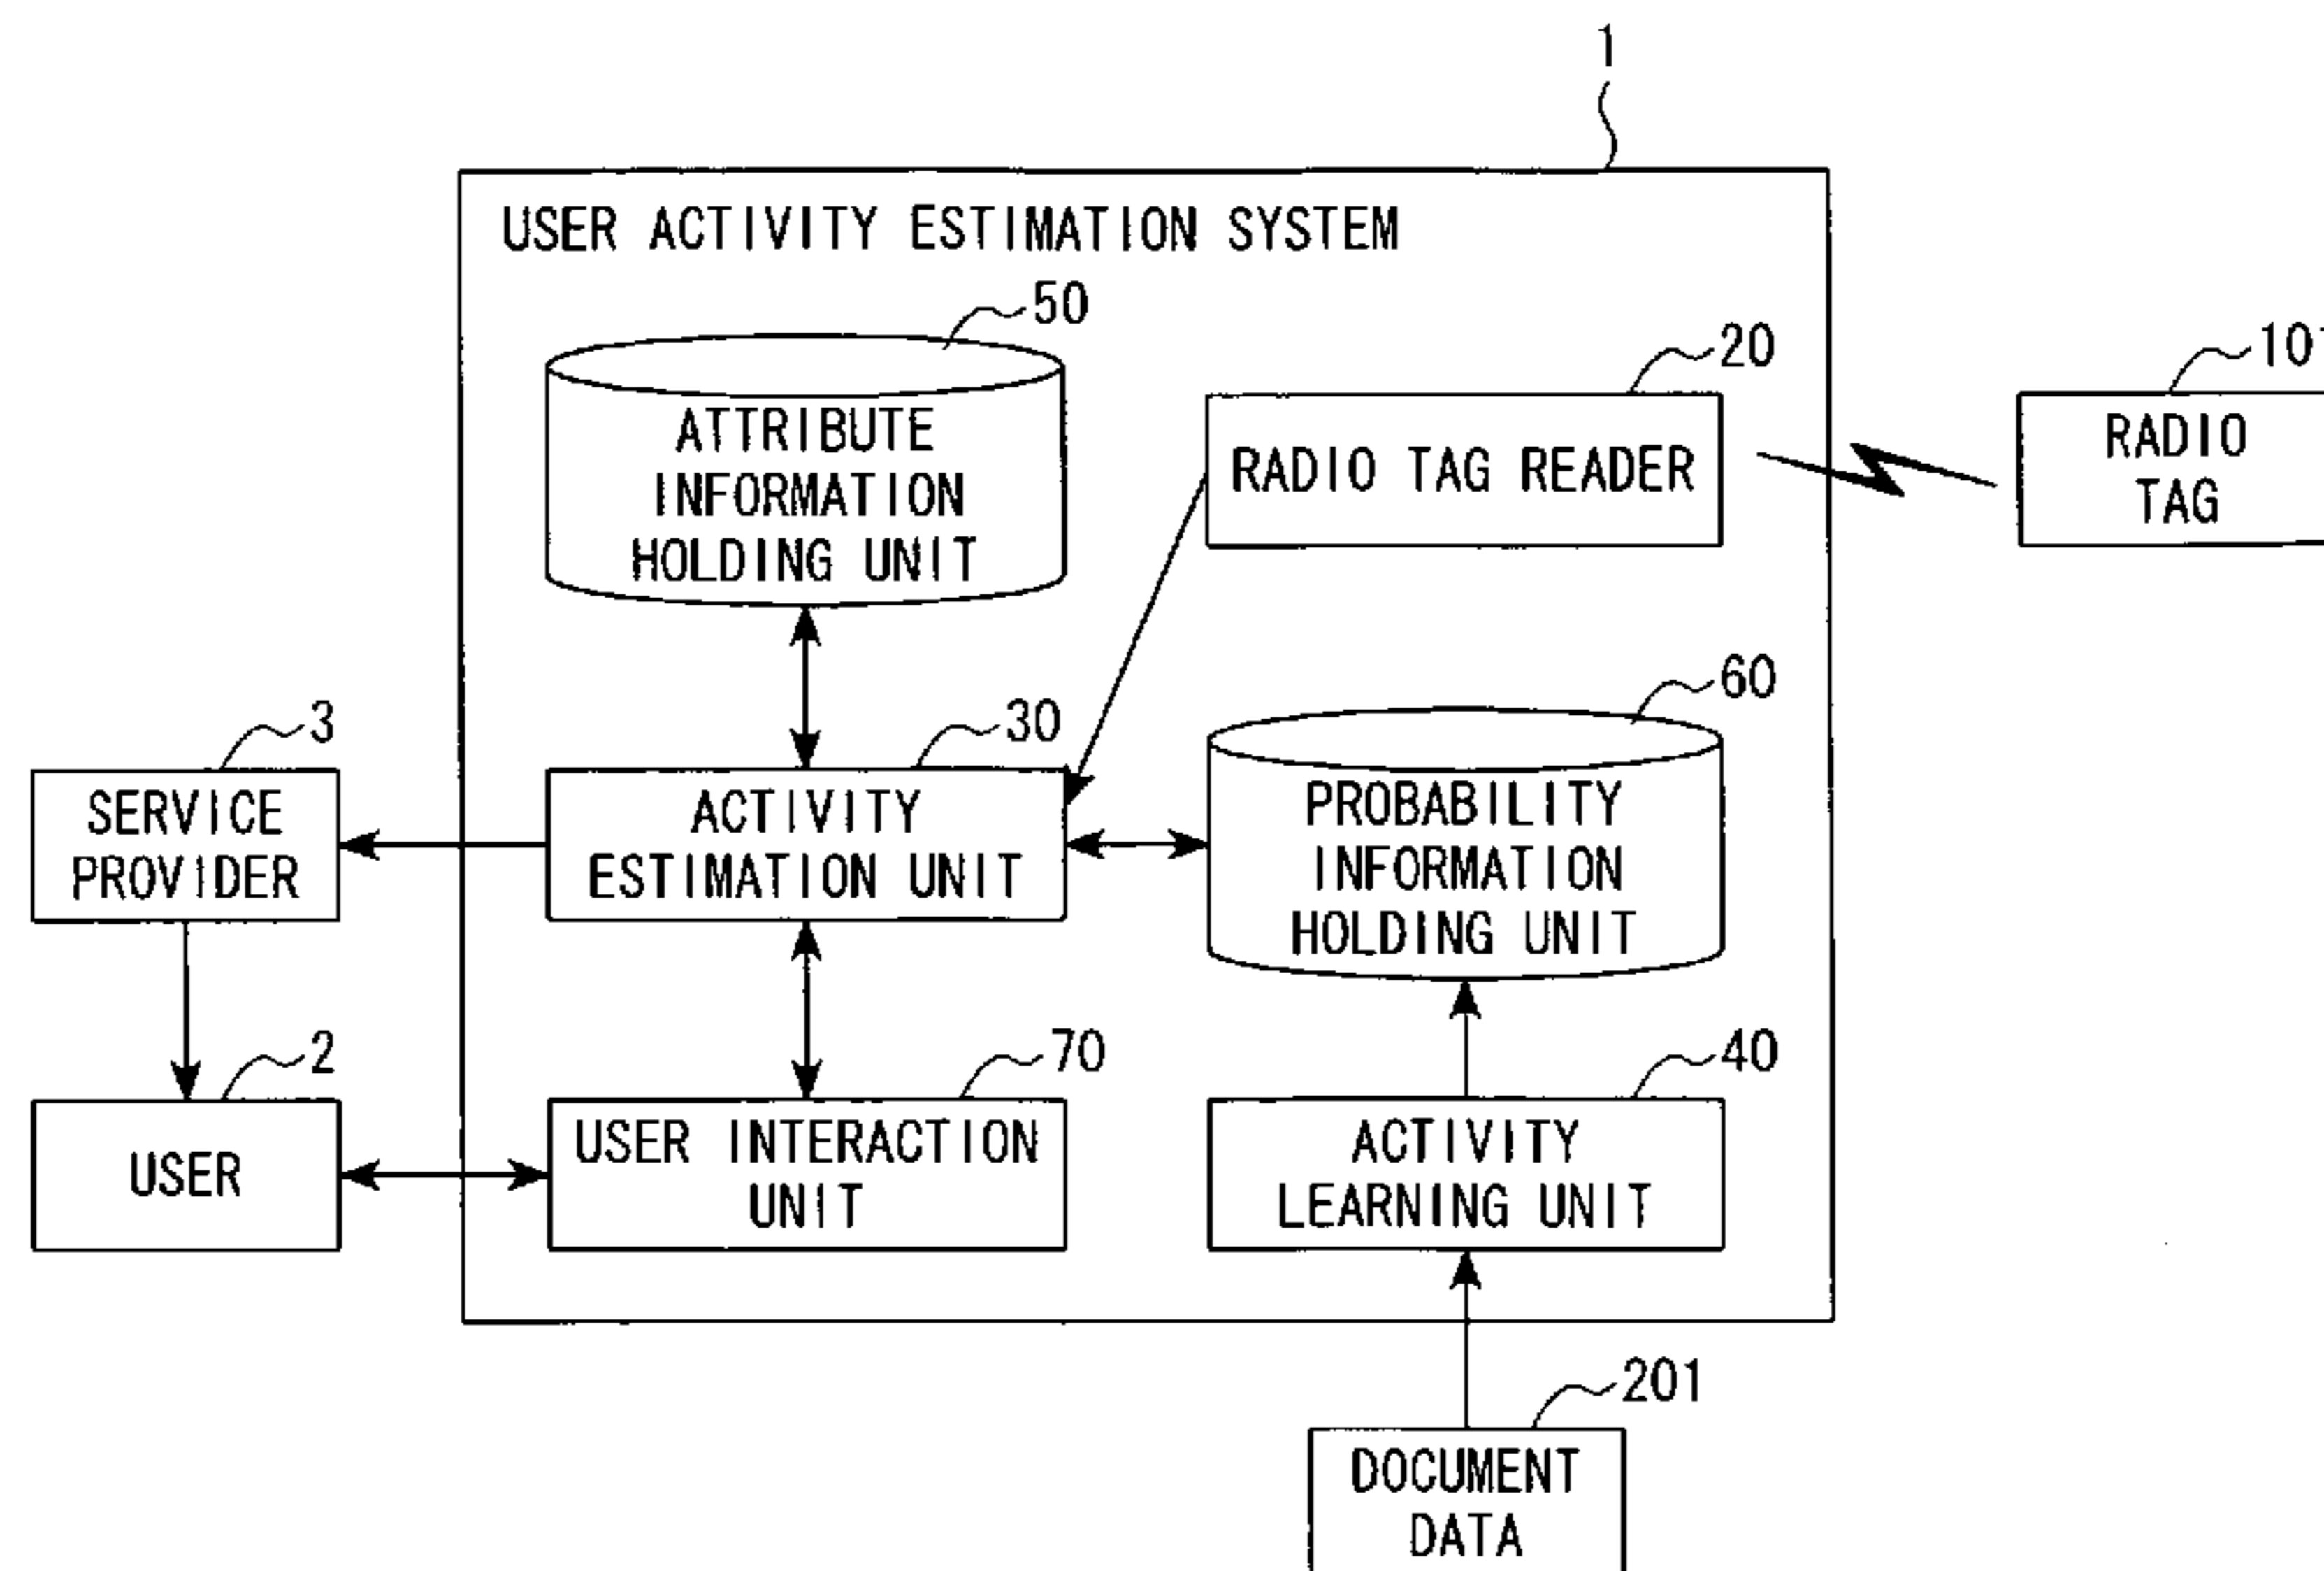 1
USER ACTIVITY ESTIMATION SYSTEM
50
ATTRIBUTE
INFORMATION
HOLDING UNIT
20
RADIO TAG READER
RADIO
TAG
3
SERVICE
PROVIDER
30
ACTIVITY
ESTIMATION UNIT
60
PROBABILITY
INFORMATION
HOLDING UNIT
2
USER
70
USER INTERACTION
UNIT
40
ACTIVITY
LEARNING UNIT
201
DOCUMENT
DATA